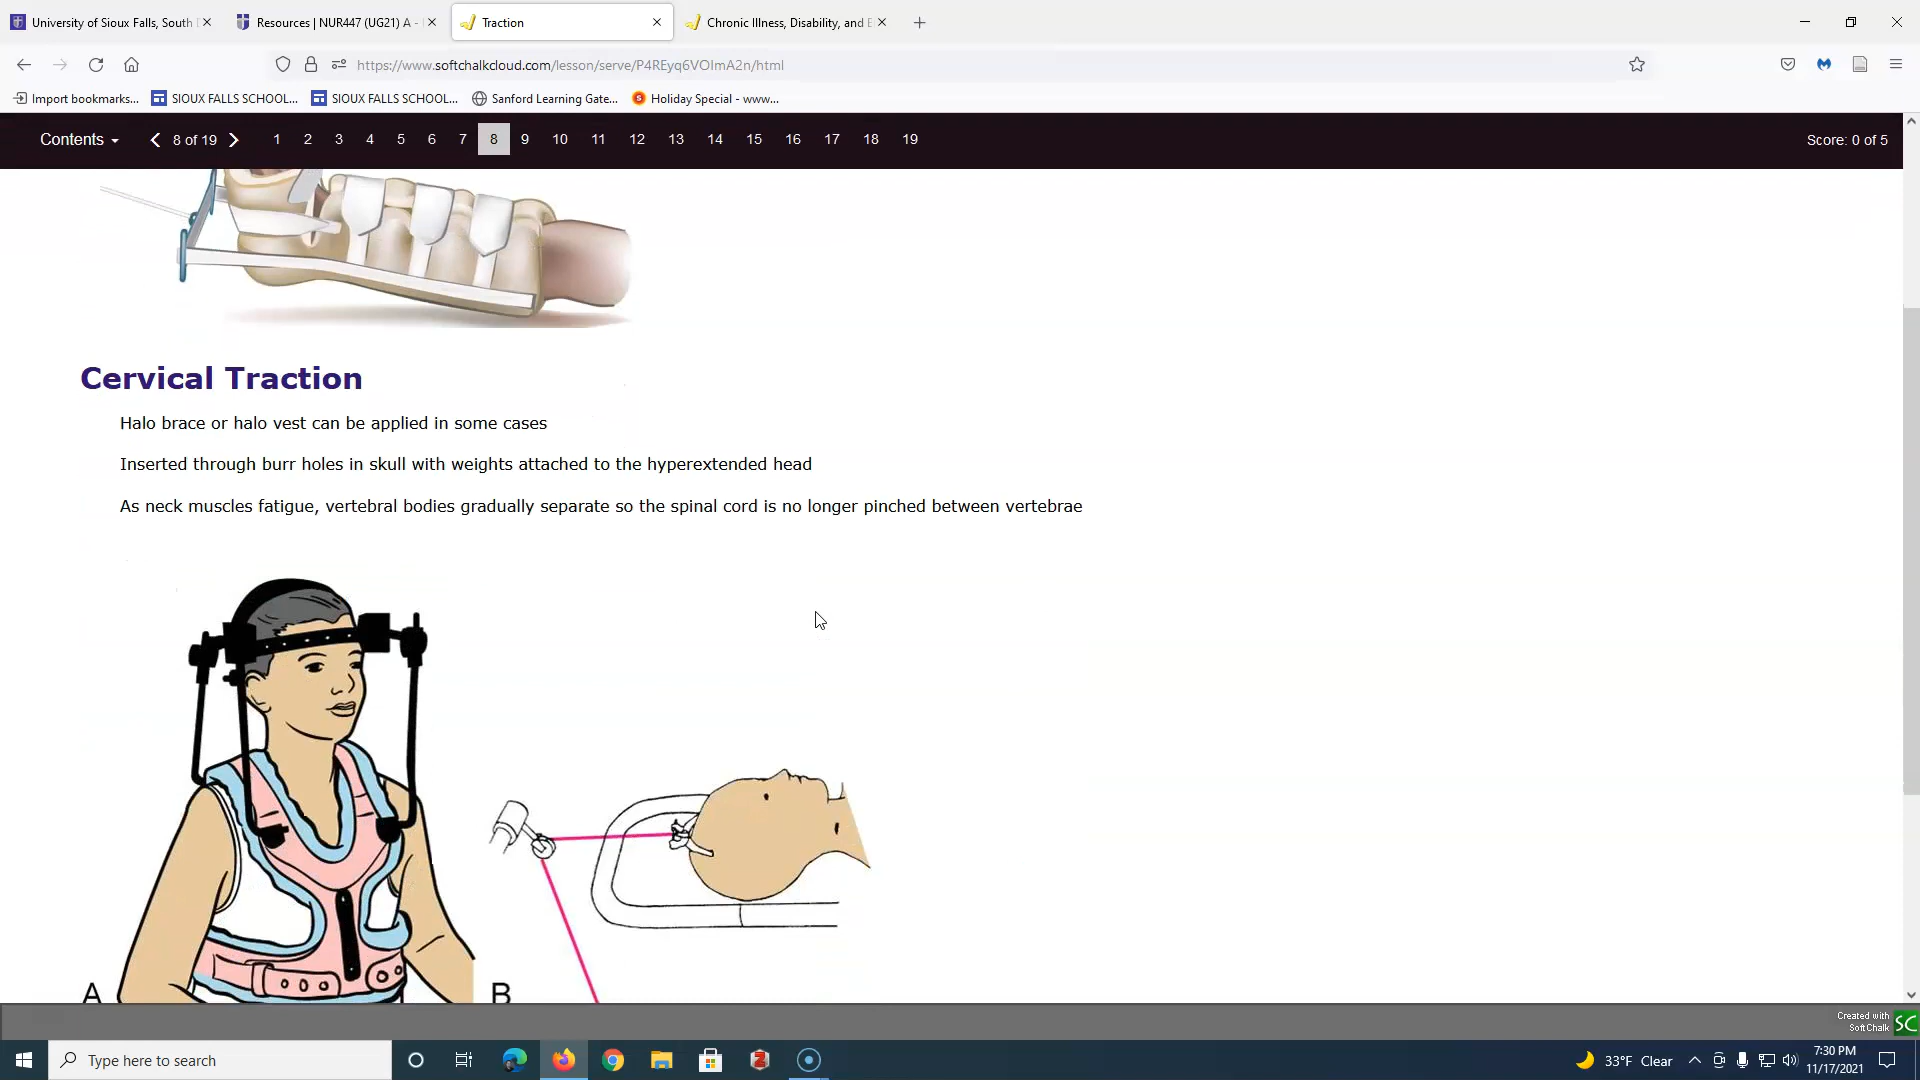 University of Sioux Falls, South
Resources | NUR447 (UG21) A -
Traction
Chronic Illness, Disability, and E
https://www.softchalkcloud.com/lesson/serve/P4REyq6VOImA2n/html
Import bookmarks...
SIOUX FALLS SCHOOL...
SIOUX FALLS SCHOOL...
Sanford Learning Gate...
Holiday Special - www...
Contents
8 of 19
1 2 3 4 5 6 7 8 9 10 11 12 13 14 15 16 17 18 19
Score: 0 of 5
Cervical Traction
Halo brace or halo vest can be applied in some cases
Inserted through burr holes in skull with weights attached to the hyperextended head
As neck muscles fatigue, vertebral bodies gradually separate so the spinal cord is no longer pinched between vertebrae
A
B
Created with
SoftChalk
SC
Type here to search
33°F Clear
7:30 PM
11/17/2021